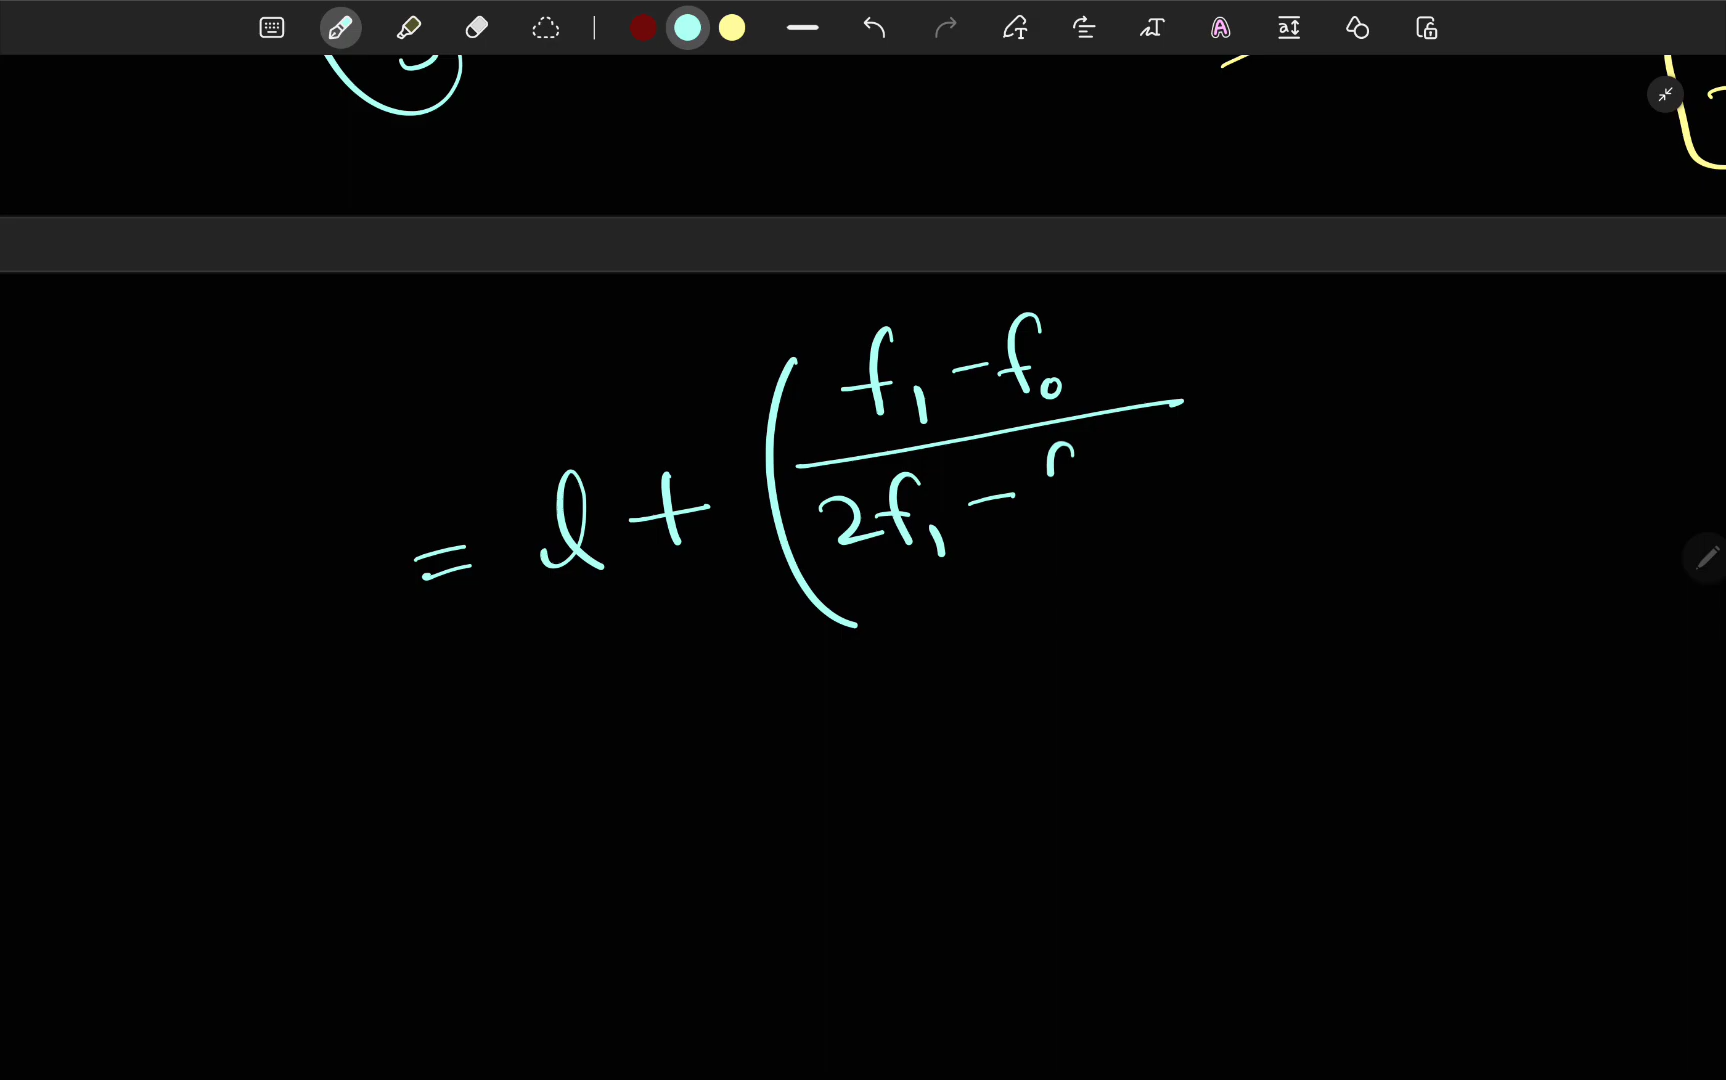 = l + ( f₁ - f₀ / 2f₁ -